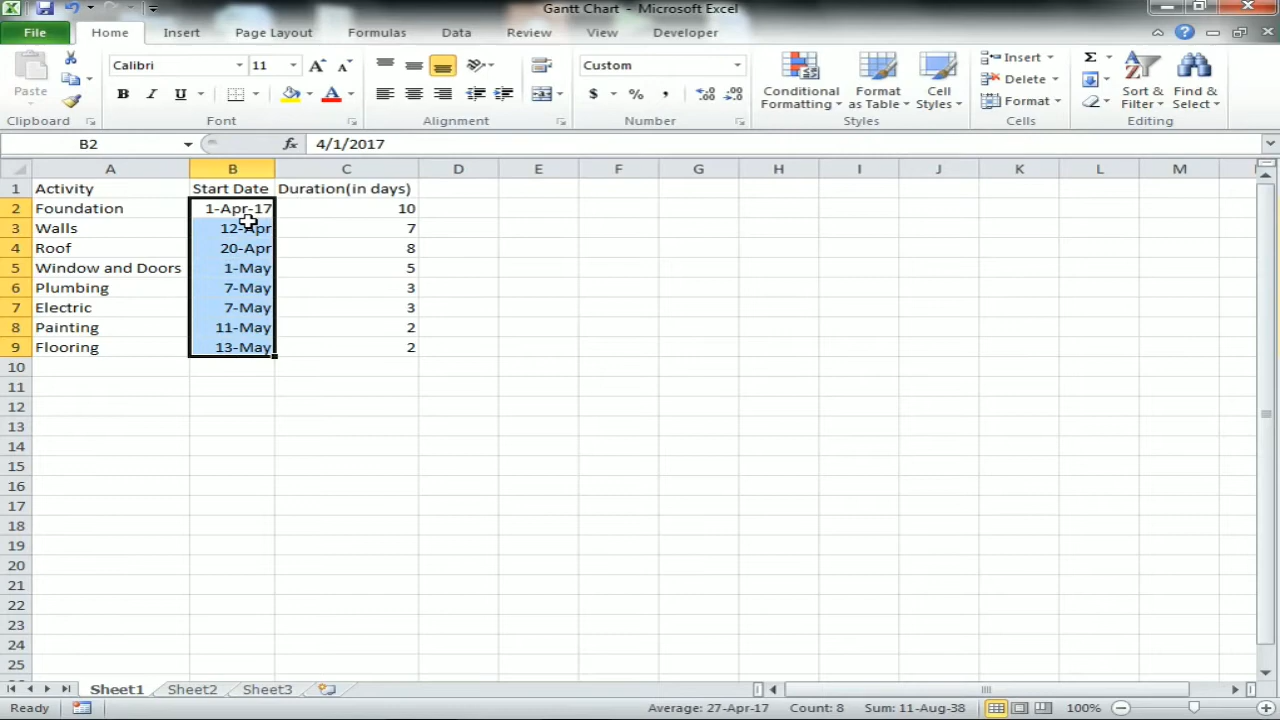 Gantt Chart - Microsoft Excel
File Home Insert Page Layout Formulas Data Review View Developer
Paste
Calibri 11
B I U
Custom
$ % ,
Conditional Formatting
Format as Table
Cell Styles
Insert
Delete
Format
Σ
Sort & Filter
Find & Select
Clipboard Font Alignment Number Styles Cells Editing
B2 fx 4/1/2017
A B C D E F G H I J K L M
1 Activity Start Date Duration(in days)
2 Foundation 1-Apr-17 10
3 Walls 12-Apr 7
4 Roof 20-Apr 8
5 Window and Doors 1-May 5
6 Plumbing 7-May 3
7 Electric 7-May 3
8 Painting 11-May 2
9 Flooring 13-May 2
10
11
12
13
14
15
16
17
18
19
20
21
22
23
24
25
Sheet1 Sheet2 Sheet3
Ready Average: 27-Apr-17 Count: 8 Sum: 11-Aug-38 100%